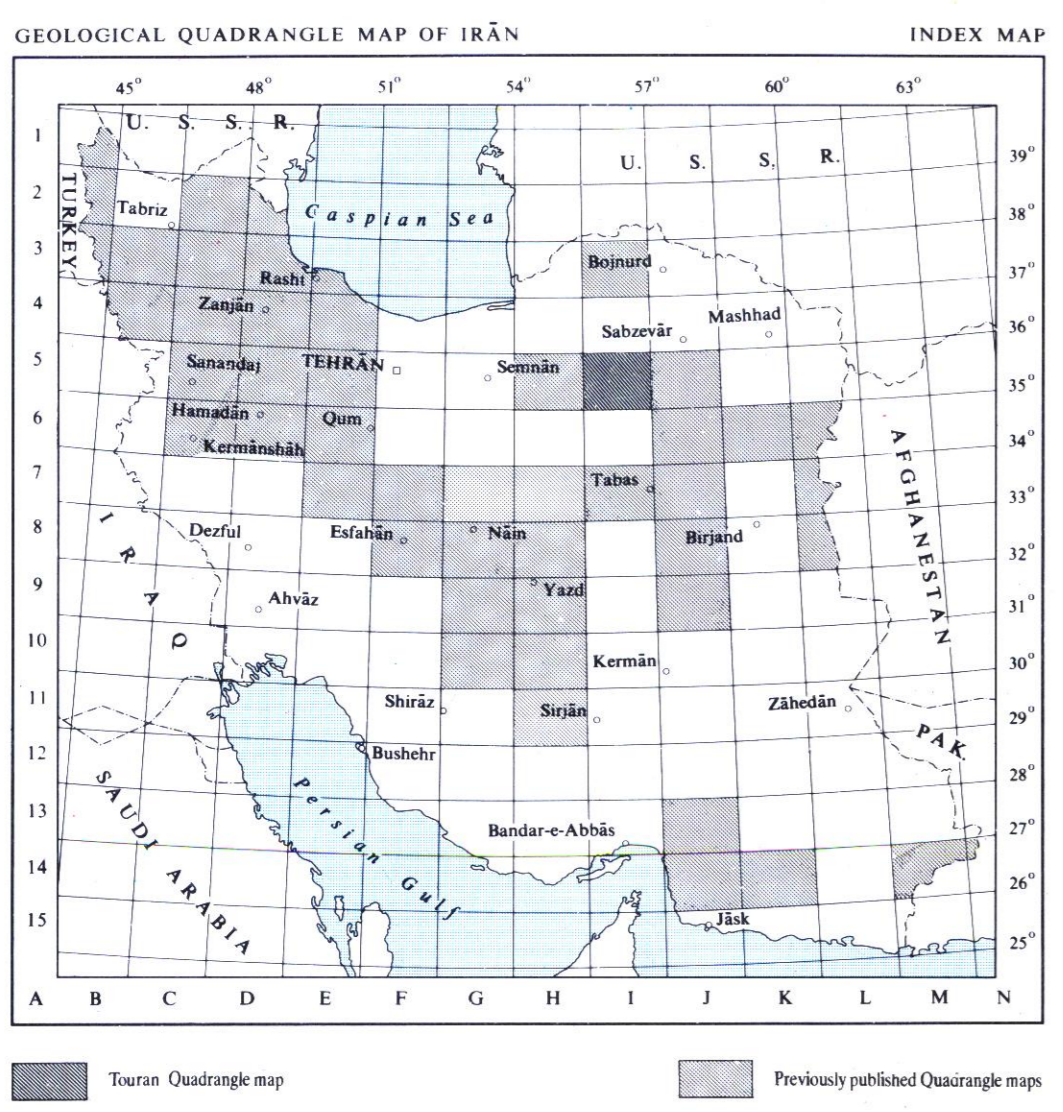 GEOLOGICAL QUADRANGLE MAP OF IRĀN INDEX MAP
45° 48° 51° 54° 57° 60° 63°
1 U. S. S. R. 39°
U. S. S. R.
2 TURKEY Tabriz Caspian Sea 38°
3 Bojnurd 37°
Rasht
4 Zanjān Mashhad 36°
Sabzevār
5 Sanandaj TEHRĀN Semnān 35°
6 Hamadān Qum 34°
Kermānshāh AFGHANESTAN
7 Tabas 33°
8 Dezful Esfahān Nāin Birjand 32°
IRAQ
9 Yazd 31°
Ahvāz
10 Kermān 30°
11 Shirāz Sirjān Zāhedān 29°
PAK.
12 Bushehr 28°
SAUDI ARABIA
13 Persian Gulf Bandar-e-Abbās 27°
14 26°
15 Jāsk 25°
A B C D E F G H I J K L M N
Touran Quadrangle map Previously published Quadrangle maps